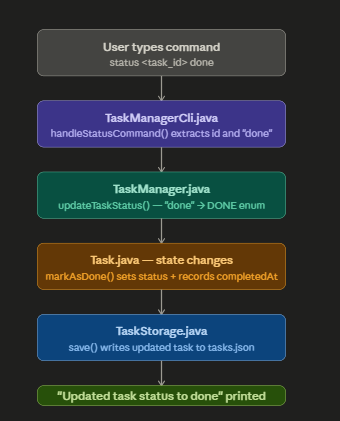 User types command
status <task_id> done
TaskManagerCli.java
handleStatusCommand() extracts id and "done"
TaskManager.java
updateTaskStatus() — "done" → DONE enum
Task.java — state changes
markAsDone() sets status + records completedAt
TaskStorage.java
save() writes updated task to tasks.json
"Updated task status to done" printed